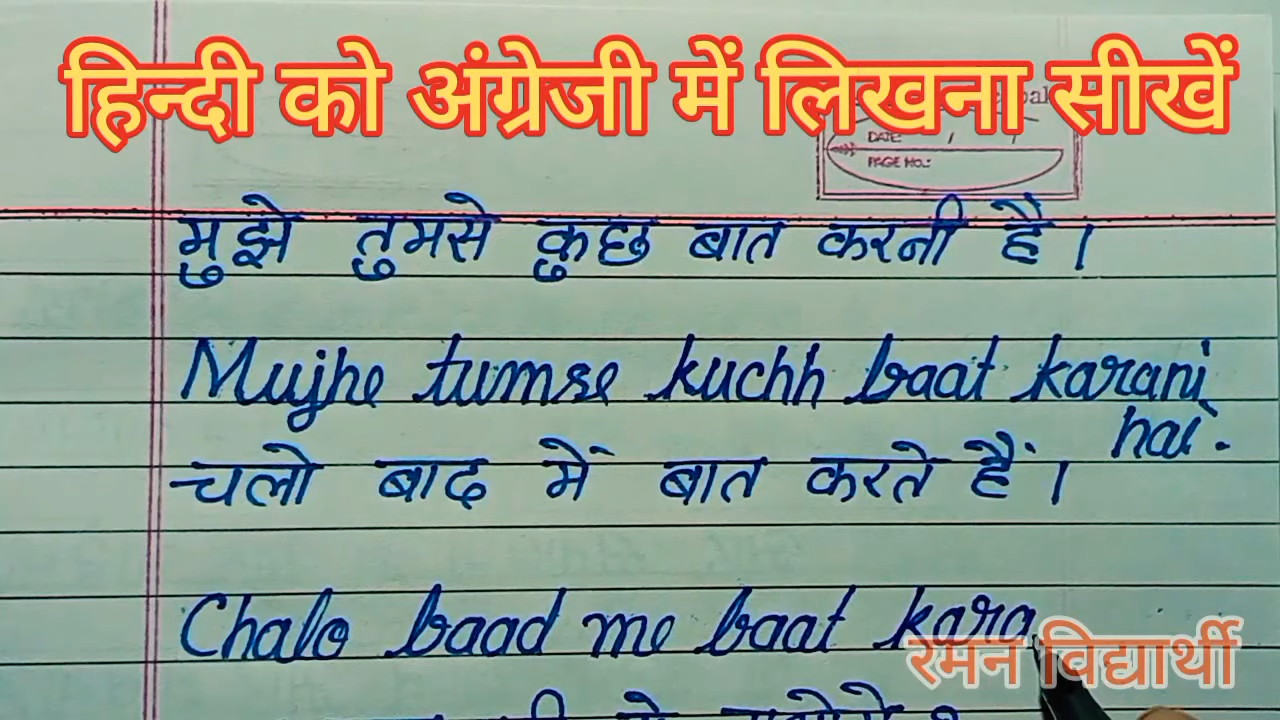 हिन्दी को अंग्रेजी में लिखना सीखें
DATE: / /
PAGE NO.:
मुझे तुमसे कुछ बात करनी है।
Mujhe tumse kuchh baat karani
hai.
चलो बाद में बात करते हैं।
Chalo baad me baat kara
रमन विद्यार्थी